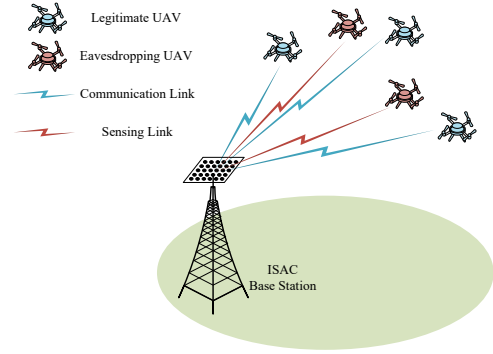 Legitimate UAV
Eavesdropping UAV
Communication Link
Sensing Link
ISAC
Base Station